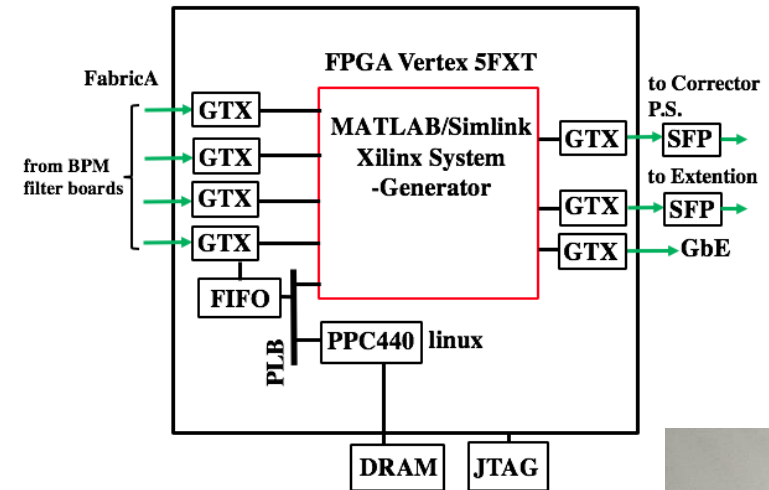 FPGA Vertex 5FXT
FabricA
from BPM
filter boards
GTX
GTX
GTX
GTX
FIFO
PLB
MATLAB/Simlink
Xilinx System
-Generator
PPC440
linux
GTX
GTX
GTX
to Corrector
P.S.
SFP
to Extention
SFP
GbE
DRAM
JTAG